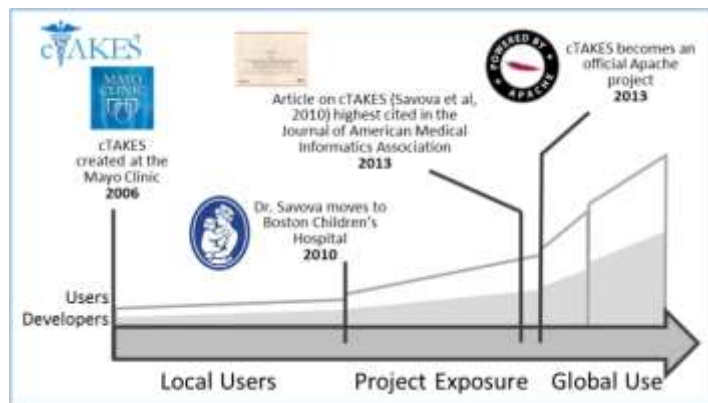 cTAKES
MAYO
CLINIC
cTAKES
created at the
Mayo Clinic
2006
Article on cTAKES (Savova et al,
2010) highest cited in the
Journal of American Medical
Informatics Association
2013
POWERED BY
APACHE
cTAKES becomes an
official Apache
project
2013
Dr. Savova moves to
Boston Children's
Hospital
2010
Users
Developers
Local Users
Project Exposure
Global Use